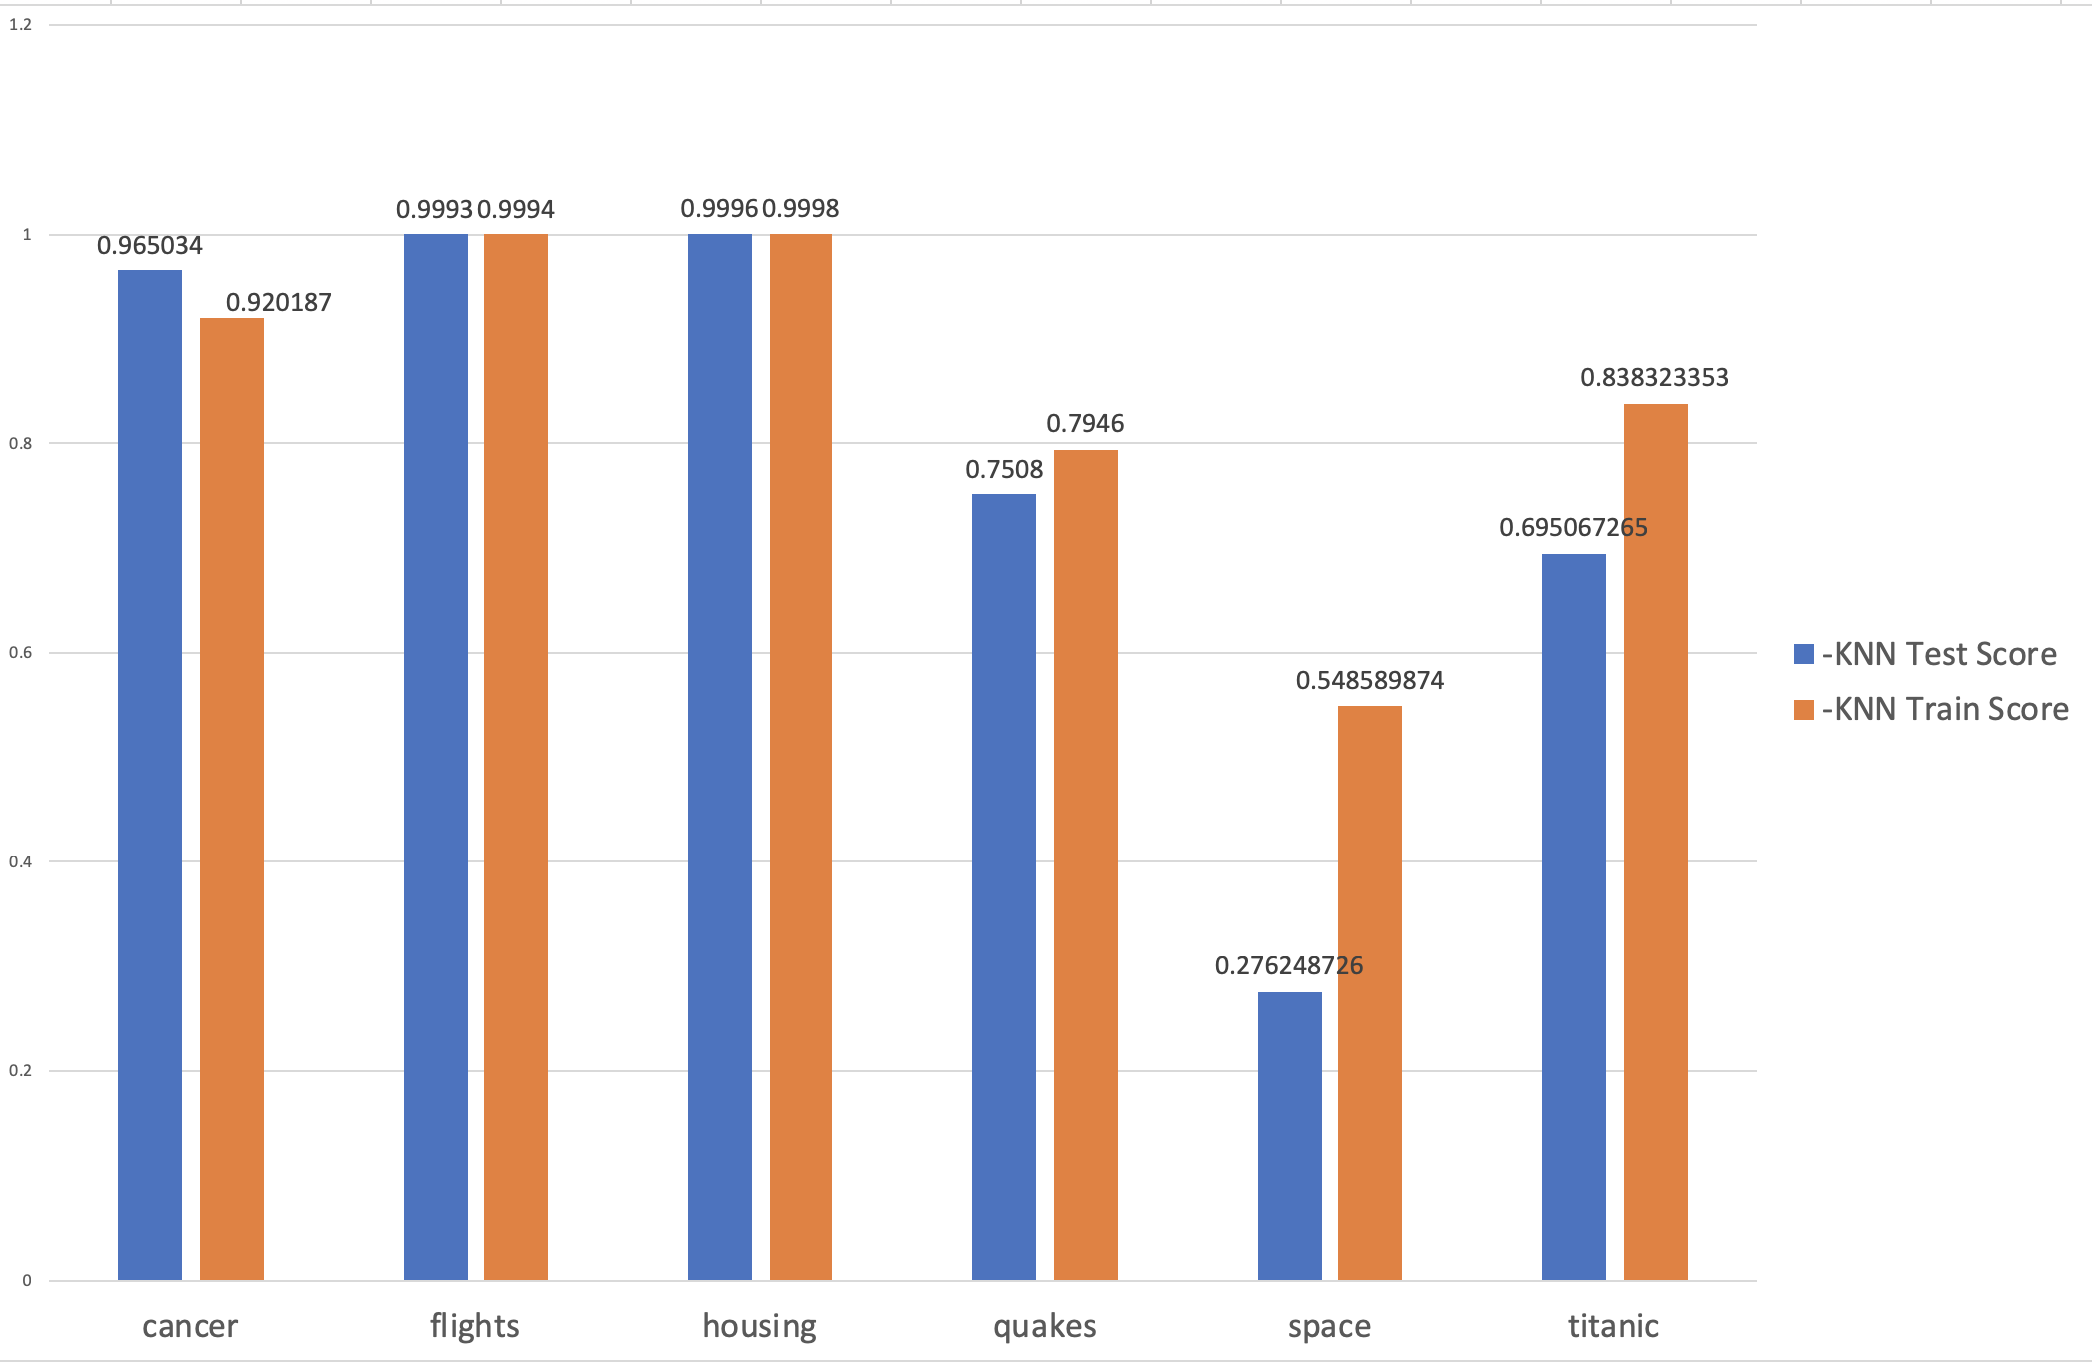 1.2
1
0.8
0.6
0.4
0.2
0
0.965034
0.920187
0.9993
0.9994
0.9996
0.9998
0.7508
0.7946
0.276248726
0.548589874
0.695067265
0.838323353
cancer
flights
housing
quakes
space
titanic
-KNN Test Score
-KNN Train Score